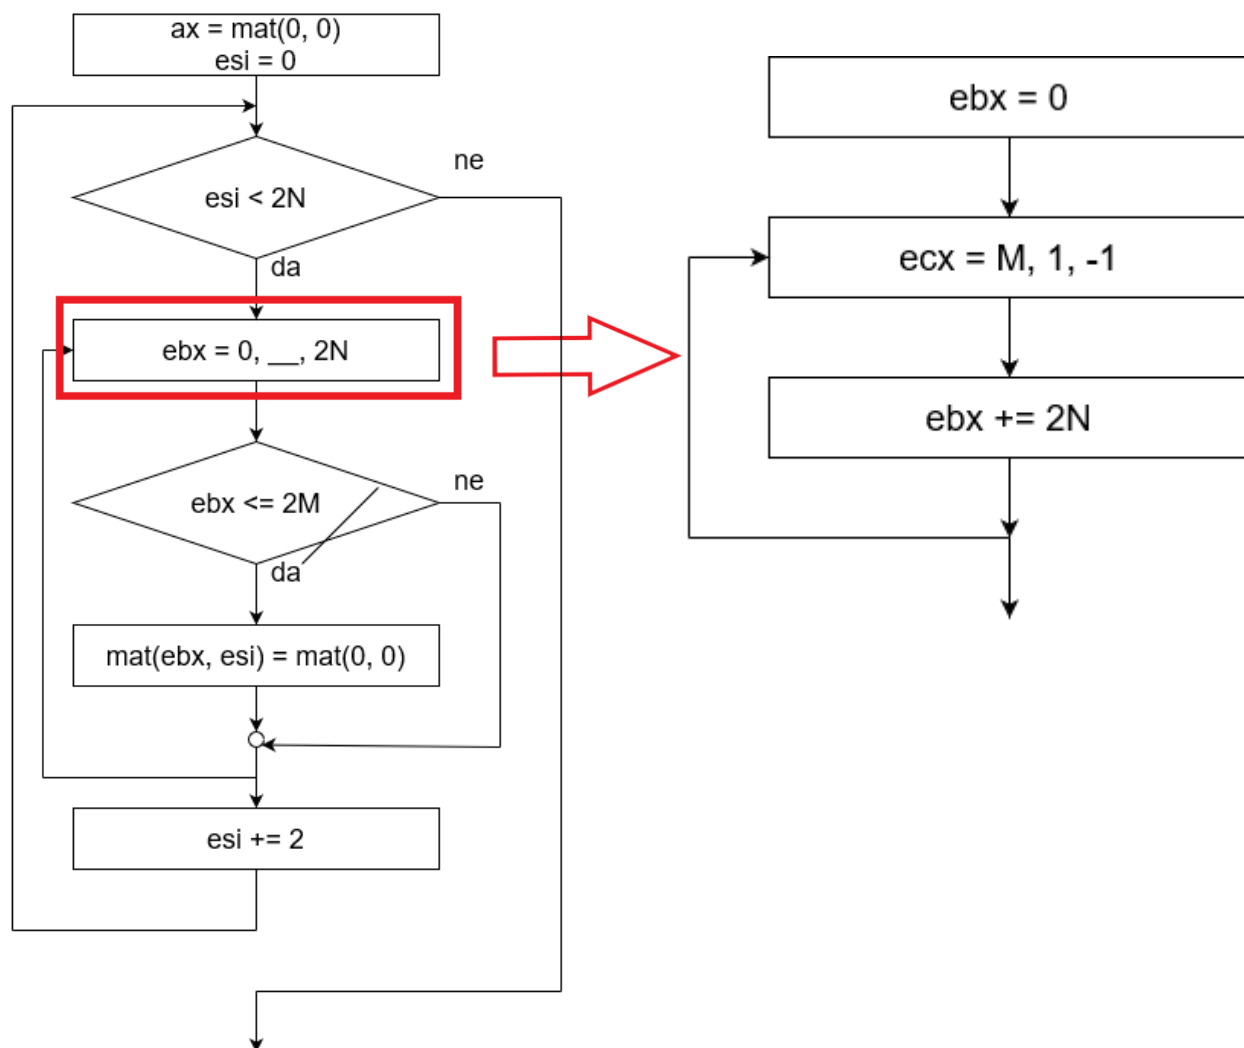 ax = mat(0, 0)
esi = 0
esi < 2N
ne
da
ebx = 0, __, 2N
ebx <= 2M
ne
da
mat(ebx, esi) = mat(0, 0)
esi += 2
ebx = 0
ecx = M, 1, -1
ebx += 2N